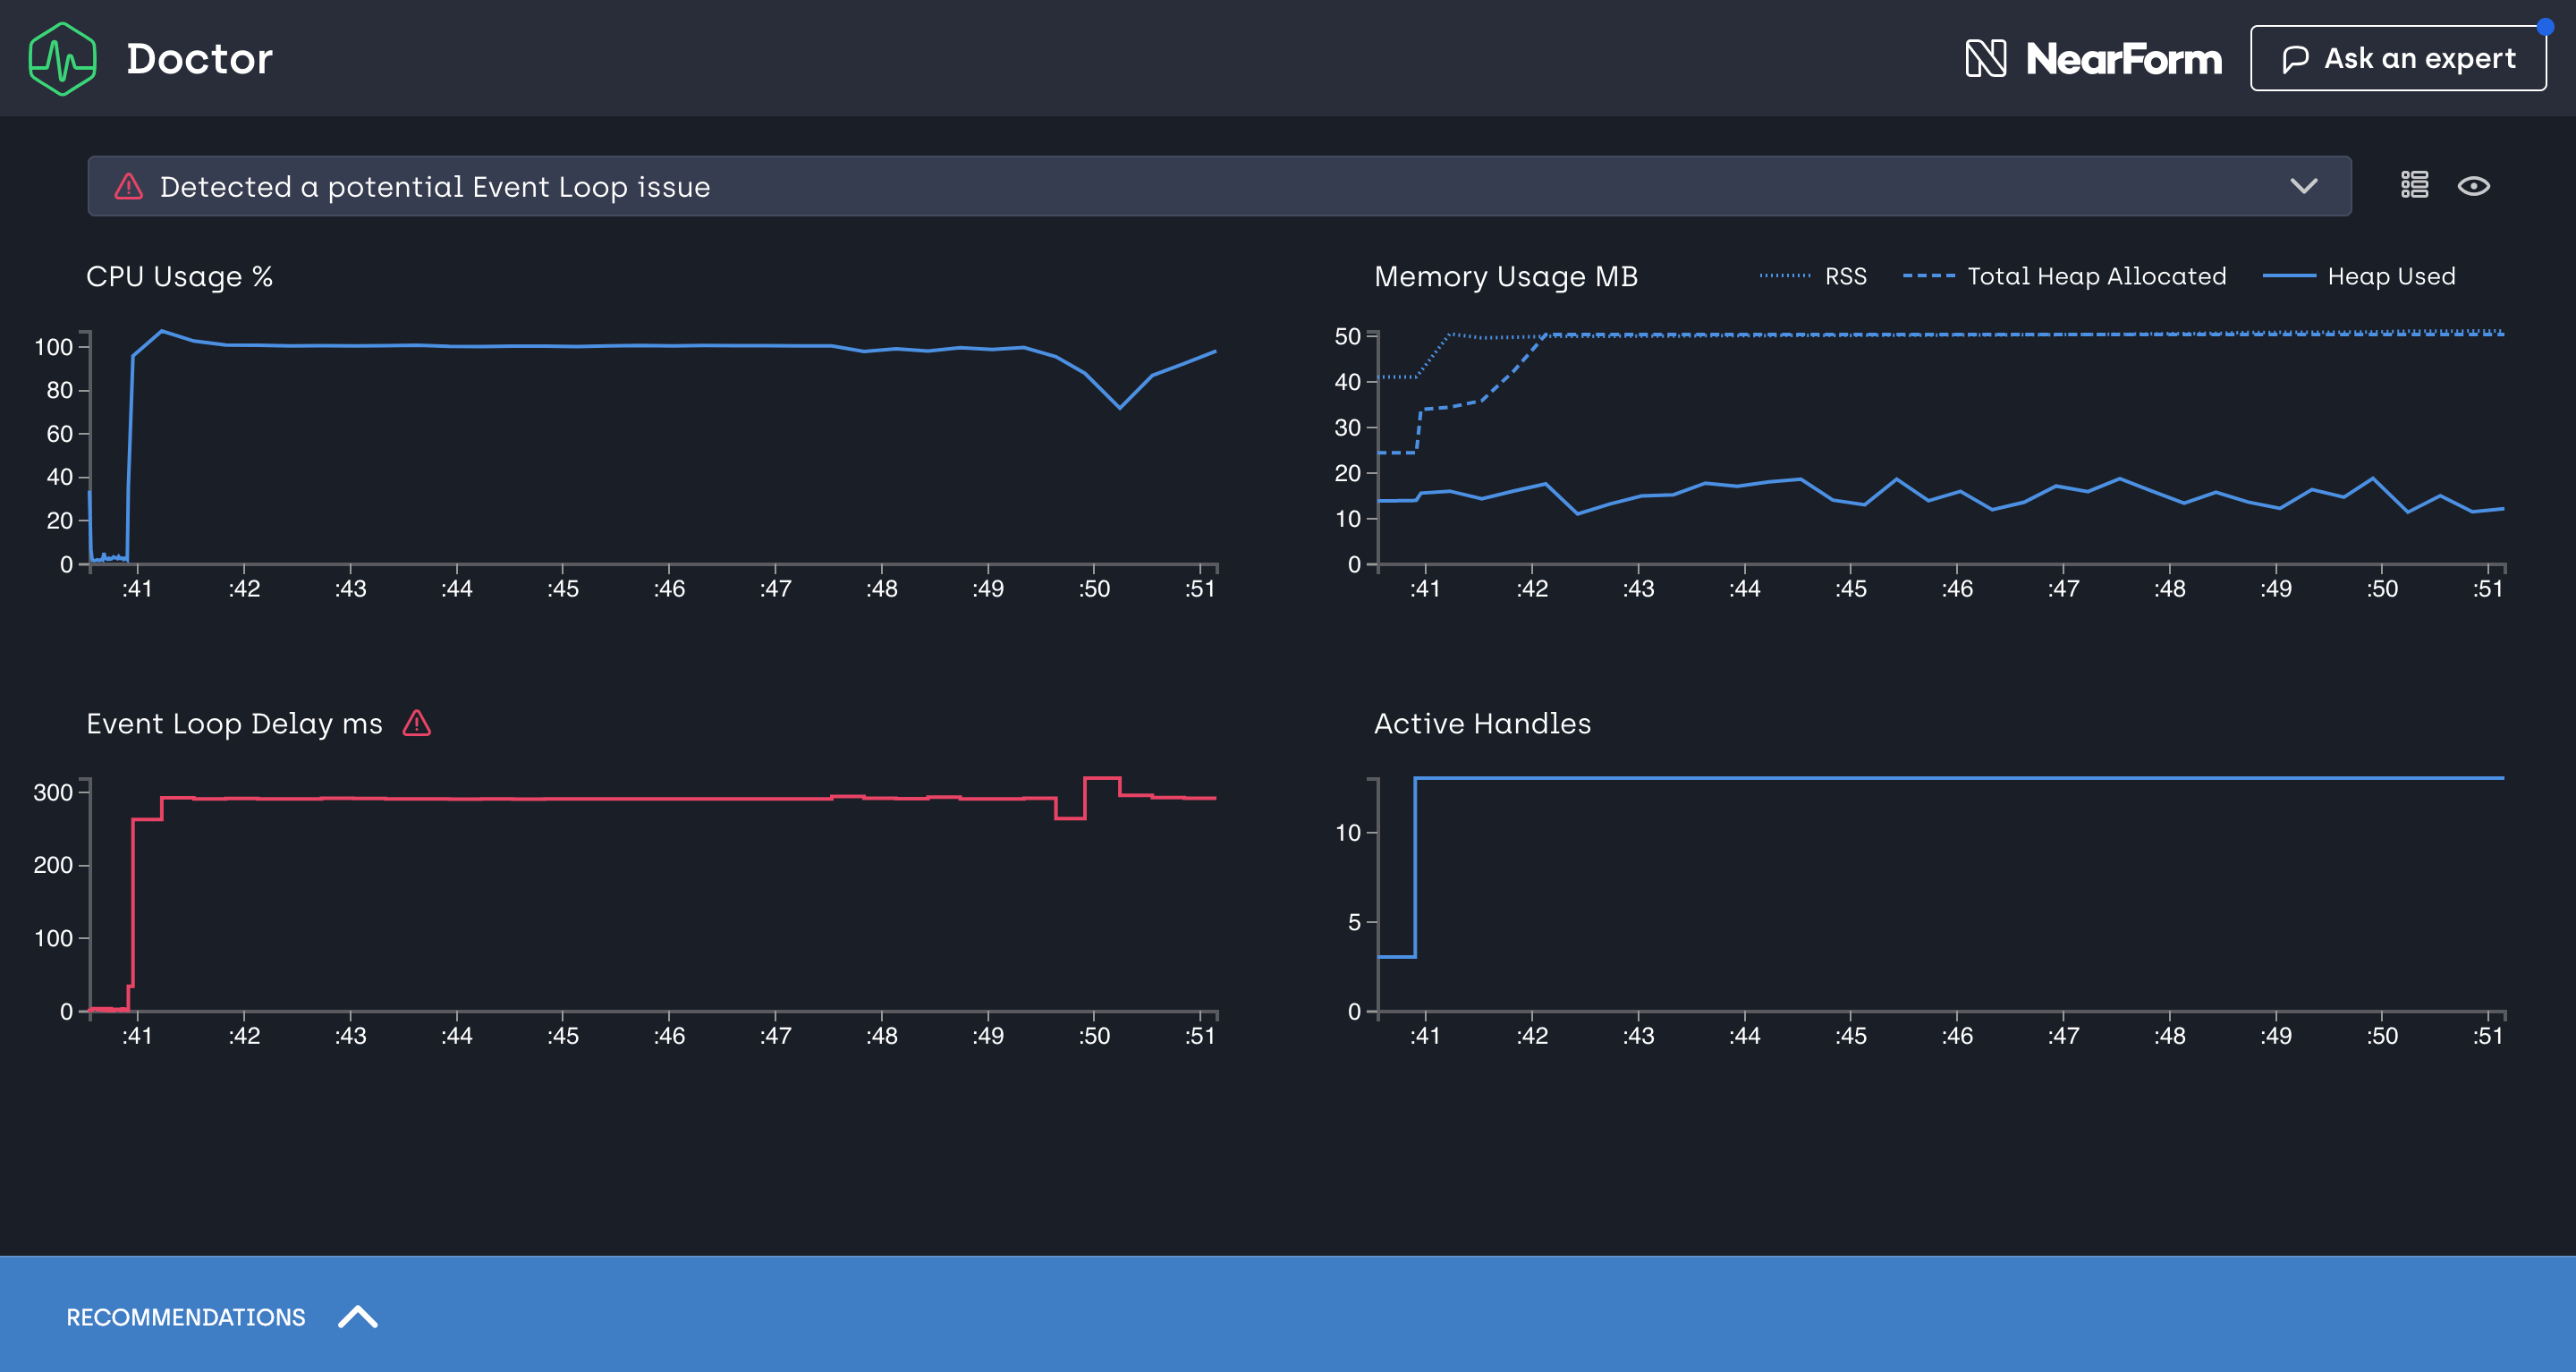 Doctor
NearForm
Ask an expert
Detected a potential Event Loop issue
CPU Usage %
100
80
60
40
20
0
:41 :42 :43 :44 :45 :46 :47 :48 :49 :50 :51
Memory Usage MB
RSS Total Heap Allocated Heap Used
50
40
30
20
10
0
:41 :42 :43 :44 :45 :46 :47 :48 :49 :50 :51
Event Loop Delay ms
300
200
100
0
:41 :42 :43 :44 :45 :46 :47 :48 :49 :50 :51
Active Handles
10
5
0
:41 :42 :43 :44 :45 :46 :47 :48 :49 :50 :51
RECOMMENDATIONS